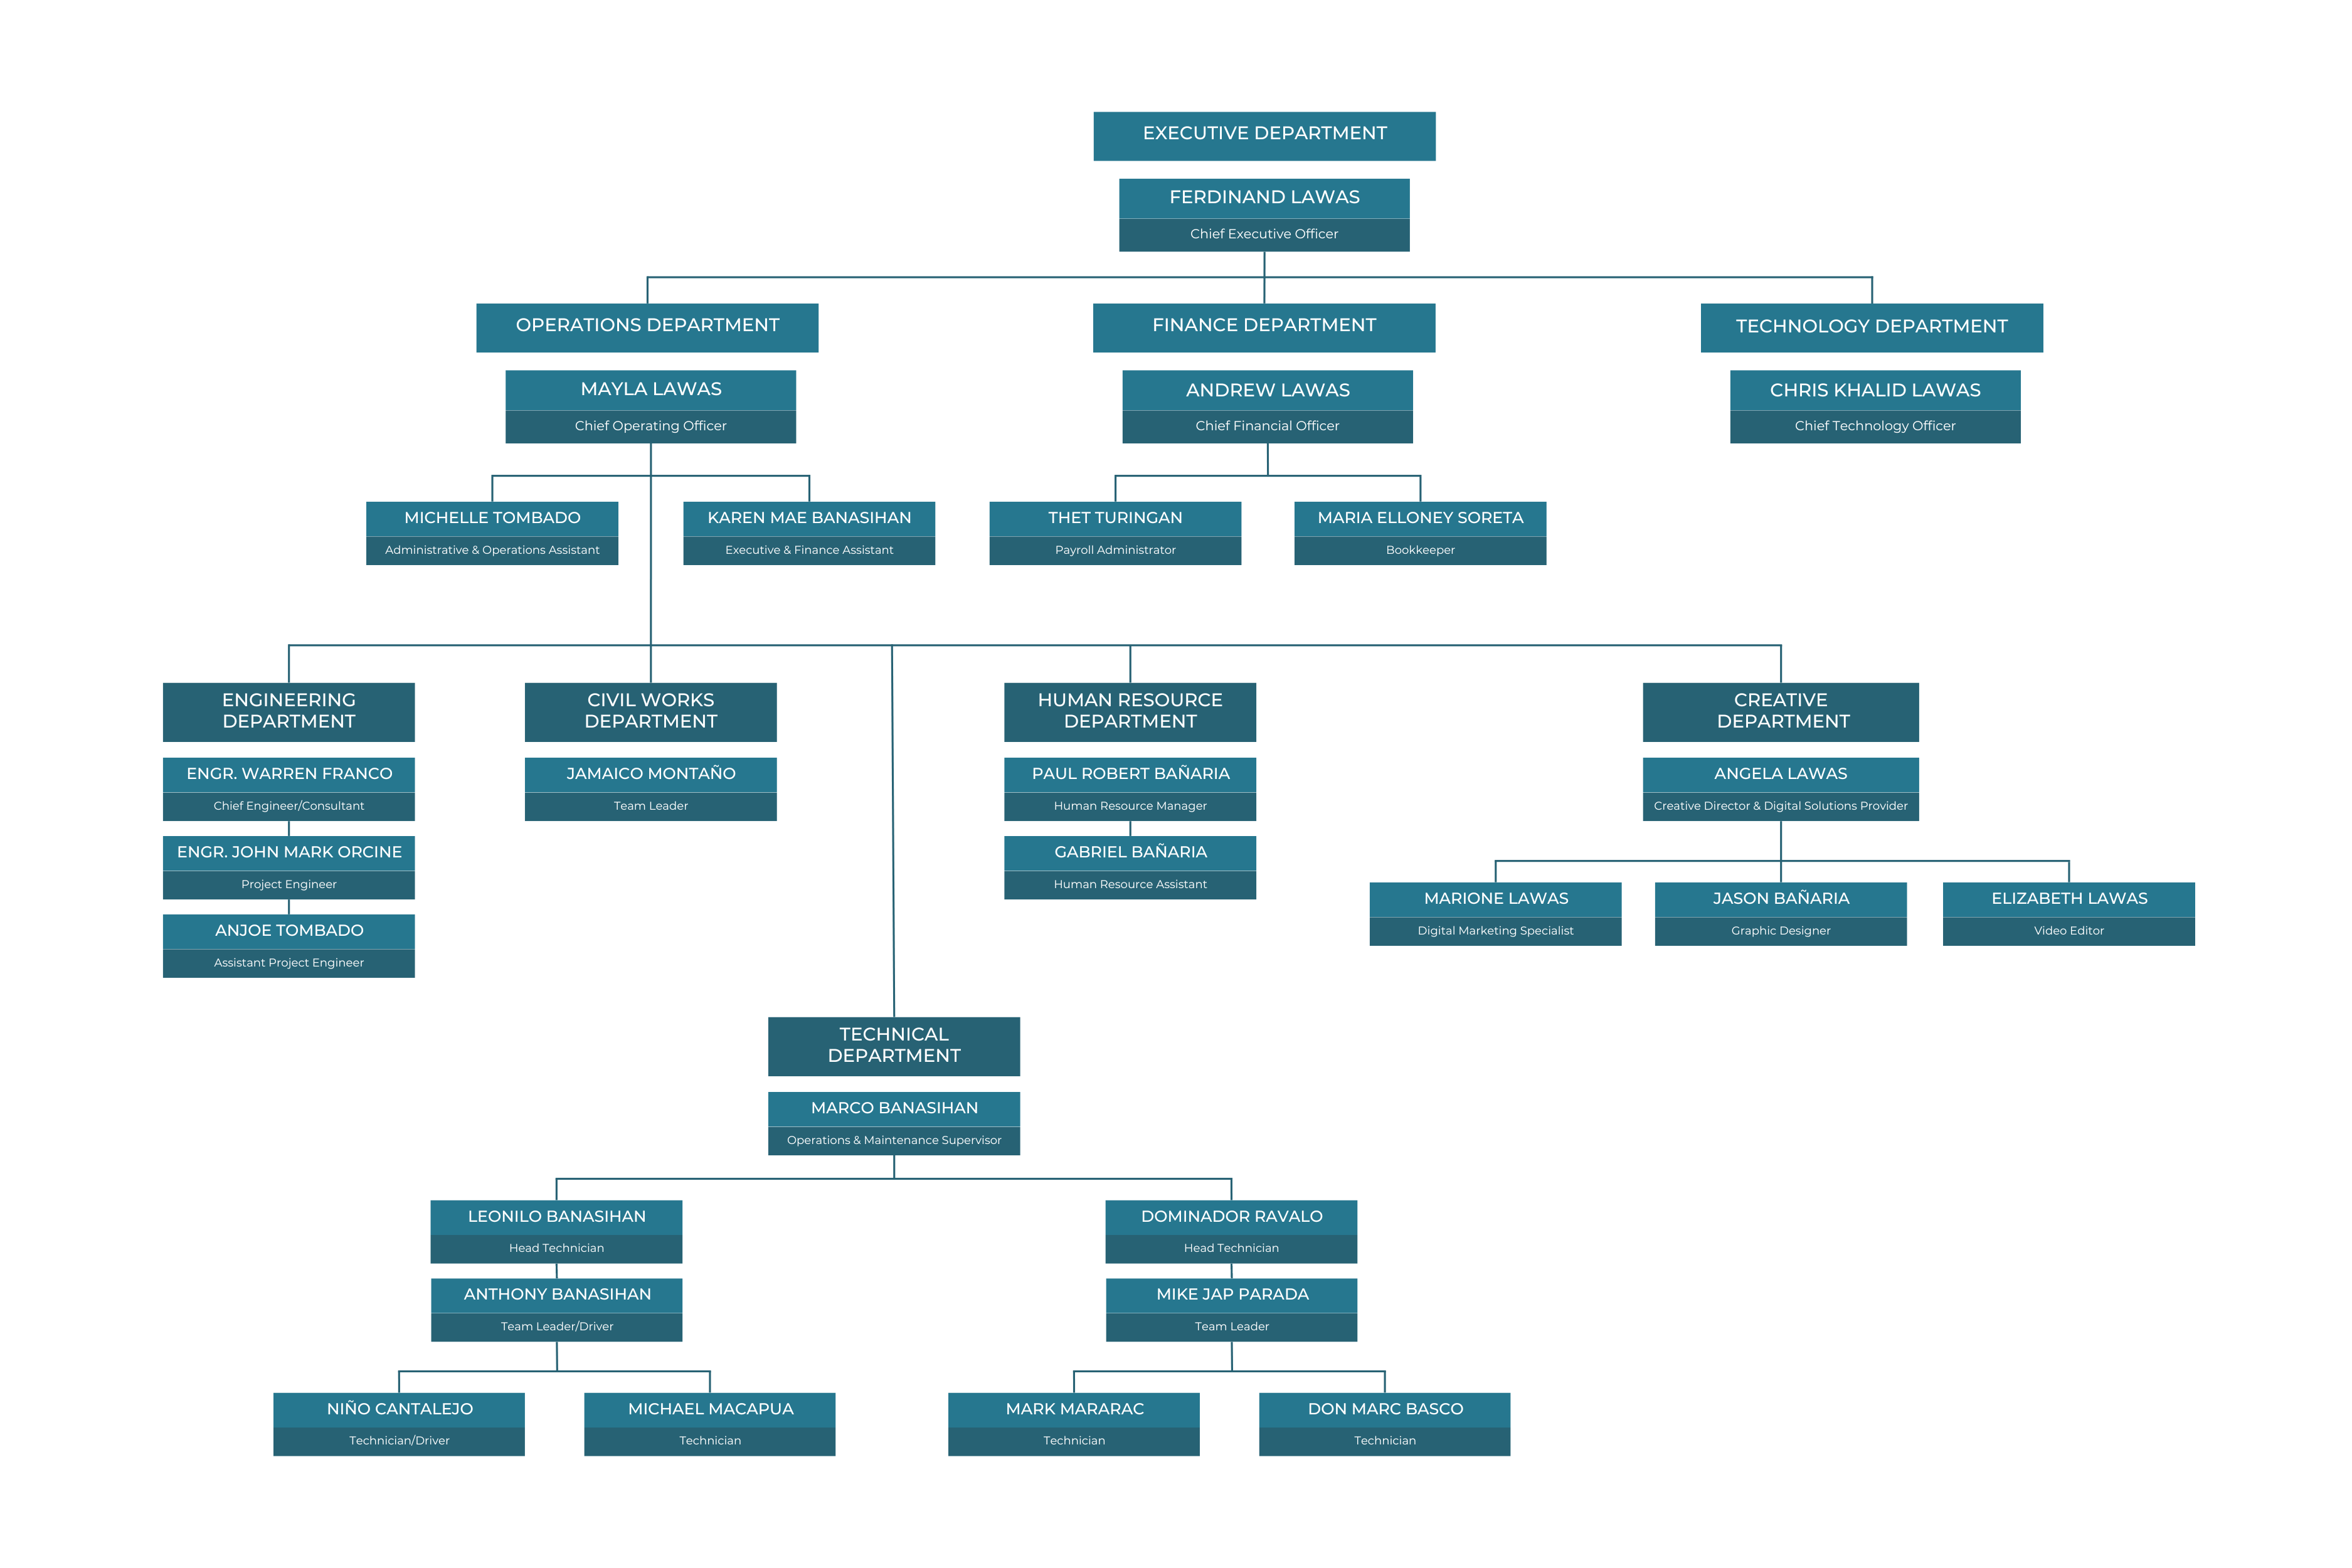 EXECUTIVE DEPARTMENT
FERDINAND LAWAS
Chief Executive Officer
OPERATIONS DEPARTMENT
MAYLA LAWAS
Chief Operating Officer
FINANCE DEPARTMENT
ANDREW LAWAS
Chief Financial Officer
TECHNOLOGY DEPARTMENT
CHRIS KHALID LAWAS
Chief Technology Officer
MICHELLE TOMBADO
Administrative & Operations Assistant
KAREN MAE BANASIHAN
Executive & Finance Assistant
THET TURINGAN
Payroll Administrator
MARIA ELLONEY SORETA
Bookkeeper
ENGINEERING
DEPARTMENT
ENGR. WARREN FRANCO
Chief Engineer/Consultant
ENGR. JOHN MARK ORCINE
Project Engineer
ANJOE TOMBADO
Assistant Project Engineer
CIVIL WORKS
DEPARTMENT
JAMAICO MONTAÑO
Team Leader
HUMAN RESOURCE
DEPARTMENT
PAUL ROBERT BAÑARIA
Human Resource Manager
GABRIEL BAÑARIA
Human Resource Assistant
CREATIVE
DEPARTMENT
ANGELA LAWAS
Creative Director & Digital Solutions Provider
MARIONE LAWAS
Digital Marketing Specialist
JASON BAÑARIA
Graphic Designer
ELIZABETH LAWAS
Video Editor
TECHNICAL
DEPARTMENT
MARCO BANASIHAN
Operations & Maintenance Supervisor
LEONILO BANASIHAN
Head Technician
ANTHONY BANASIHAN
Team Leader/Driver
NIÑO CANTALEJO
Technician/Driver
MICHAEL MACAPUA
Technician
DOMINADOR RAVALO
Head Technician
MIKE JAP PARADA
Team Leader
MARK MARARAC
Technician
DON MARC BASCO
Technician